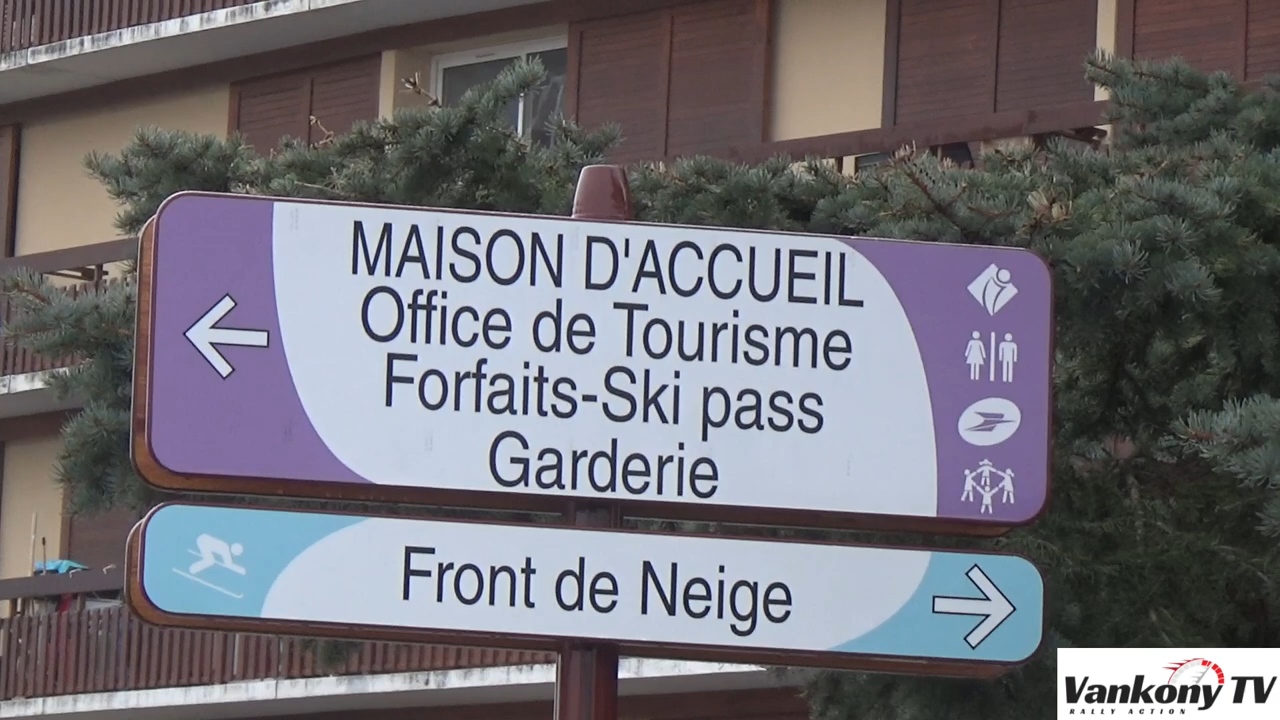 MAISON D'ACCUEIL
Office de Tourisme
Forfaits-Ski pass
Garderie
Front de Neige
Vankony TV
RALLY ACTION